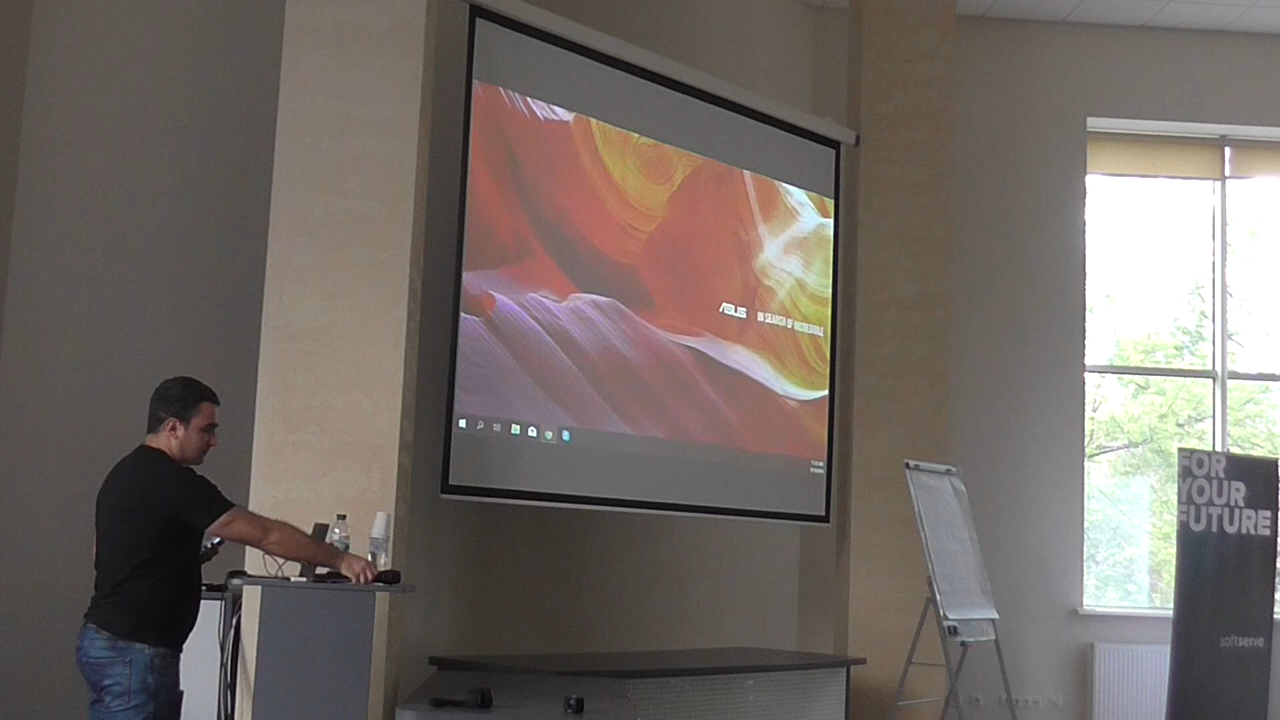 ASUS IN SEARCH OF INCREDIBLE
FOR
YOUR
FUTURE
softserve